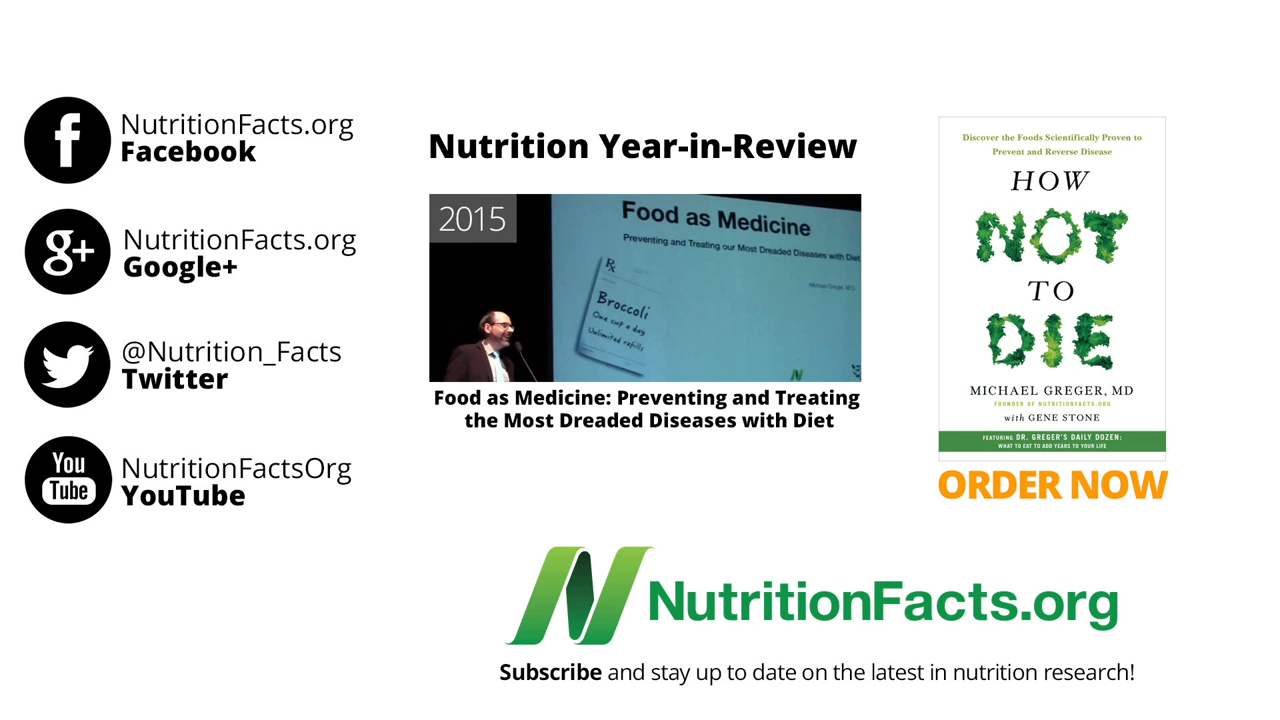 NutritionFacts.org
Facebook
NutritionFacts.org
Google+
@Nutrition_Facts
Twitter
NutritionFactsOrg
YouTube
Nutrition Year-in-Review
2015
Food as Medicine
Preventing and Treating our Most Dreaded Diseases with Diet
Michael Greger, M.D.
Broccoli
One cup a day
Unlimited refills
Food as Medicine: Preventing and Treating
the Most Dreaded Diseases with Diet
Discover the Foods Scientifically Proven to
Prevent and Reverse Disease
HOW
NOT
TO
DIE
MICHAEL GREGER, MD
FOUNDER OF NUTRITIONFACTS.ORG
with GENE STONE
FEATURING DR. GREGER'S DAILY DOZEN:
WHAT TO EAT TO ADD YEARS TO YOUR LIFE
ORDER NOW
NutritionFacts.org
Subscribe and stay up to date on the latest in nutrition research!